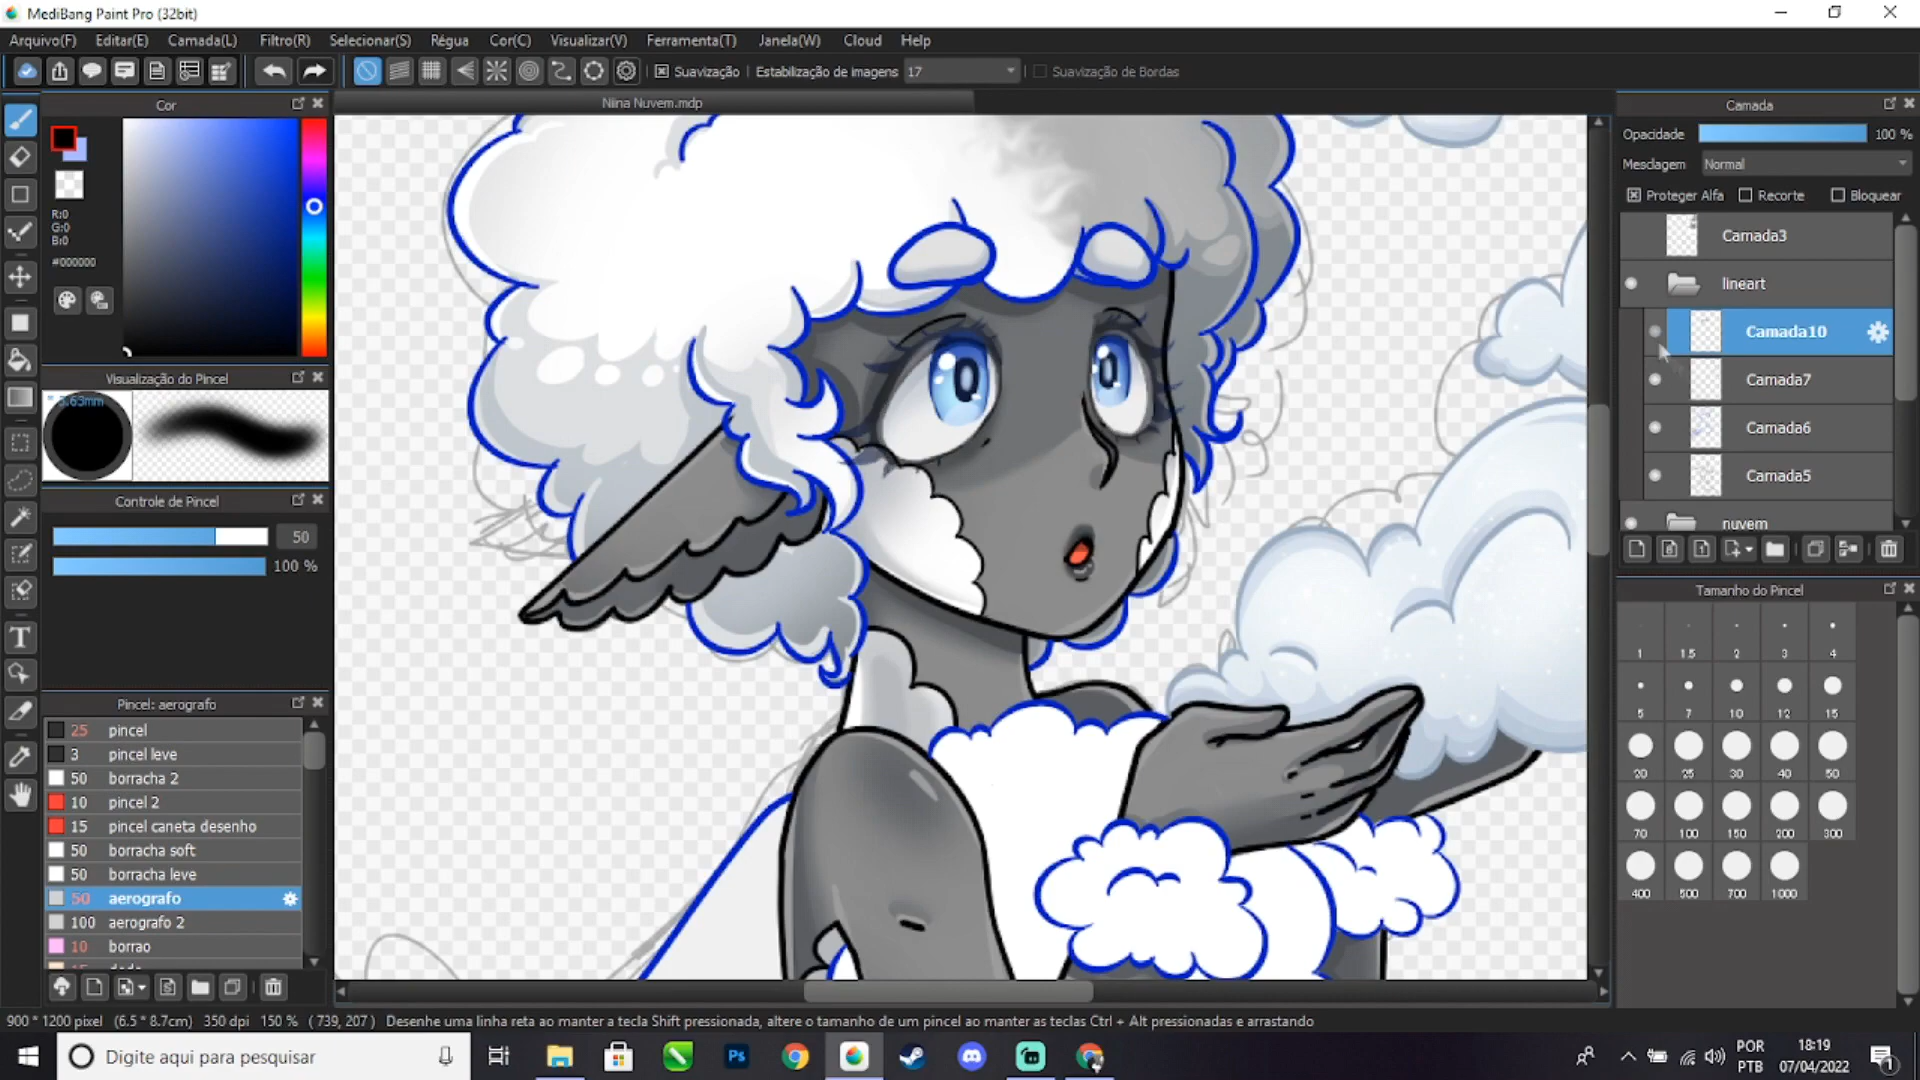 MediBang Paint Pro (32bit)
Arquivo(F) Editar(E) Camada(L) Filtro(R) Selecionar(S) Régua Cor(C) Visualizar(V) Ferramenta(T) Janela(W) Cloud Help
Suavização Estabilização de imagens 17 Suavização de Bordas
Cor
Niina Nuvem.mdp
Camada
Opacidade 100 %
Mesclagem Normal
Proteger Alfa Recorte Bloquear
R:0
G:0
B:0
#000000
Camada3
lineart
Camada10
Camada7
Camada6
Camada5
nuvem
Visualização do Pincel
3.63mm
Controle de Pincel
50
100 %
Pincel: aerografo
25 pincel
3 pincel leve
50 borracha 2
10 pincel 2
15 pincel caneta desenho
50 borracha soft
50 borracha leve
50 aerografo
100 aerografo 2
10 borrao
Tamanho do Pincel
1 1.5 2 3 4
5 7 10 12 15
20 25 30 40 50
70 100 150 200 300
400 500 700 1000
900 * 1200 pixel (6.5 * 8.7cm) 350 dpi 150 % ( 739, 207 ) Desenhe uma linha reta ao manter a tecla Shift pressionada, altere o tamanho de um pincel ao manter as teclas Ctrl + Alt pressionadas e arrastando
Digite aqui para pesquisar
Ps
POR
PTB
18:19
07/04/2022
1